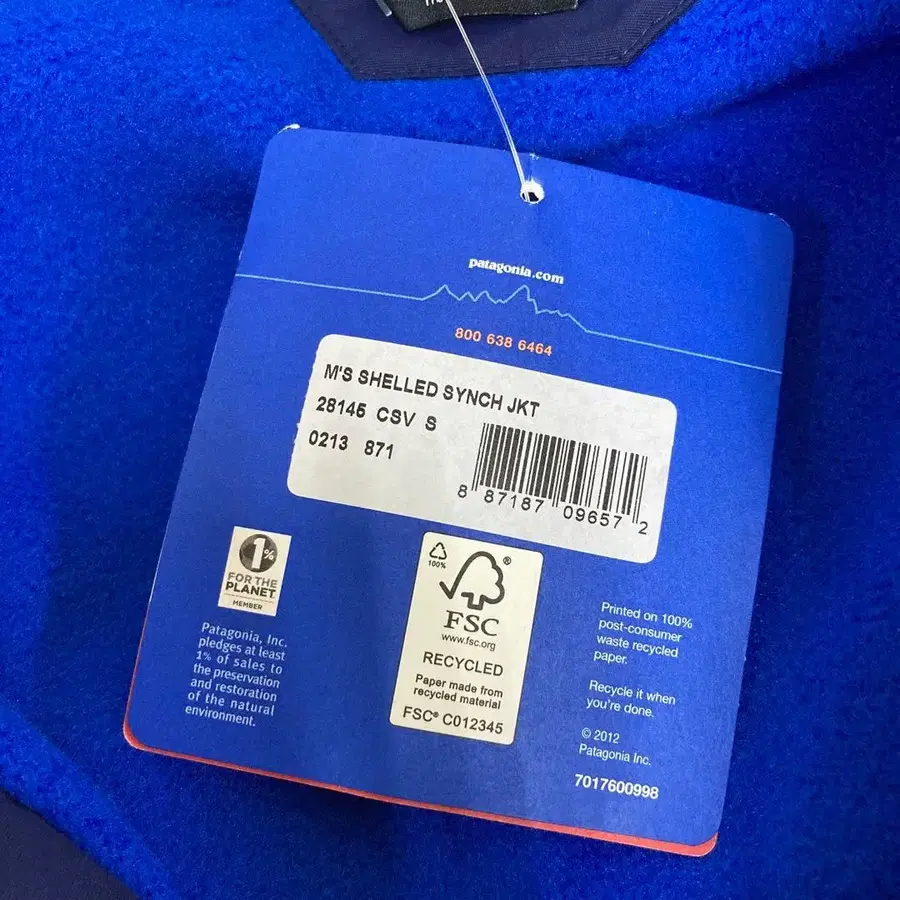 patagonia.com
800 638 6464
M'S SHELLED SYNCH JKT
28145 CSV S
0213 871
8 87187 09657 2
1%
FOR THE
PLANET
MEMBER
Patagonia, Inc.
pledges at least
1% of sales to
the preservation
and restoration
of the natural
environment.
100%
FSC®
www.fsc.org
RECYCLED
Paper made from
recycled material
FSC® C012345
Printed on 100%
post-consumer
waste recycled
paper.
Recycle it when
you're done.
© 2012
Patagonia Inc.
7017600998